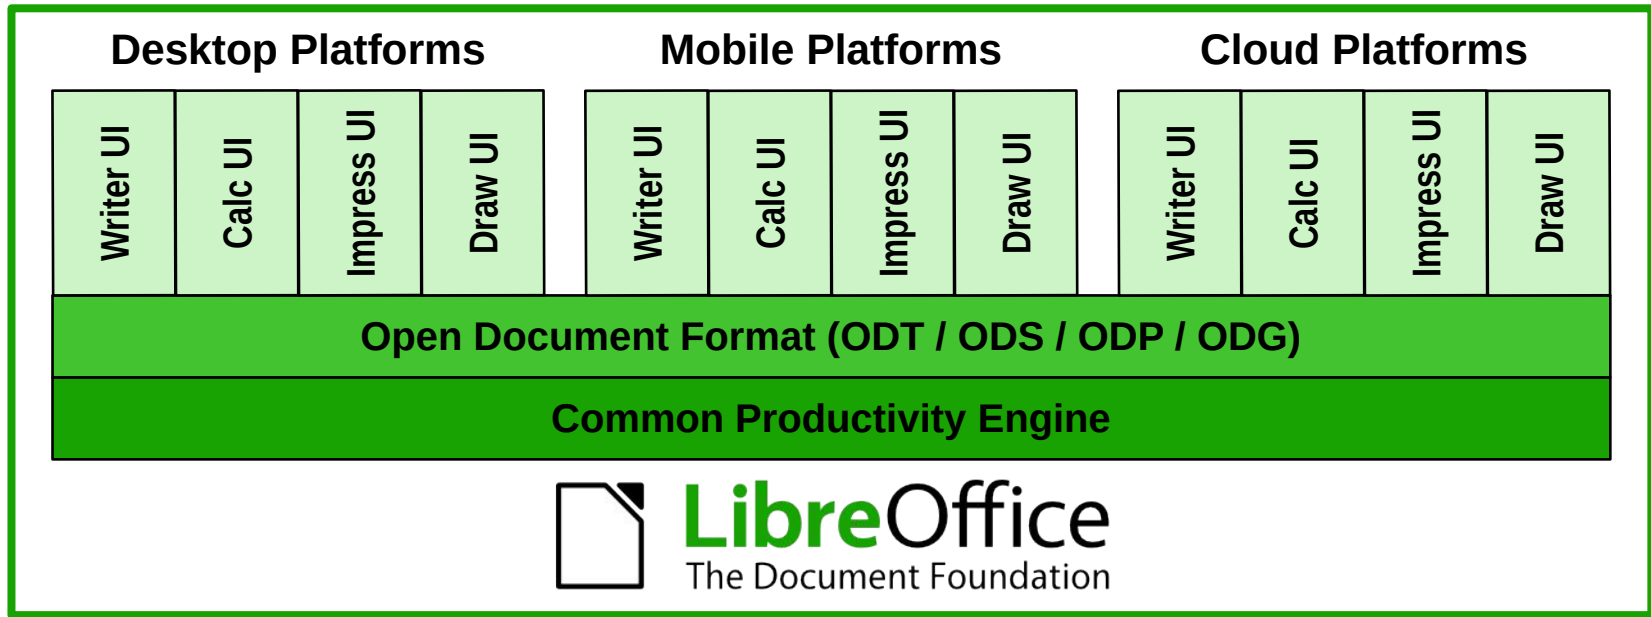 Desktop Platforms
Mobile Platforms
Cloud Platforms
Writer UI
Calc UI
Impress UI
Draw UI
Writer UI
Calc UI
Impress UI
Draw UI
Writer UI
Calc UI
Impress UI
Draw UI
Open Document Format (ODT / ODS / ODP / ODG)
Common Productivity Engine
LibreOffice
The Document Foundation